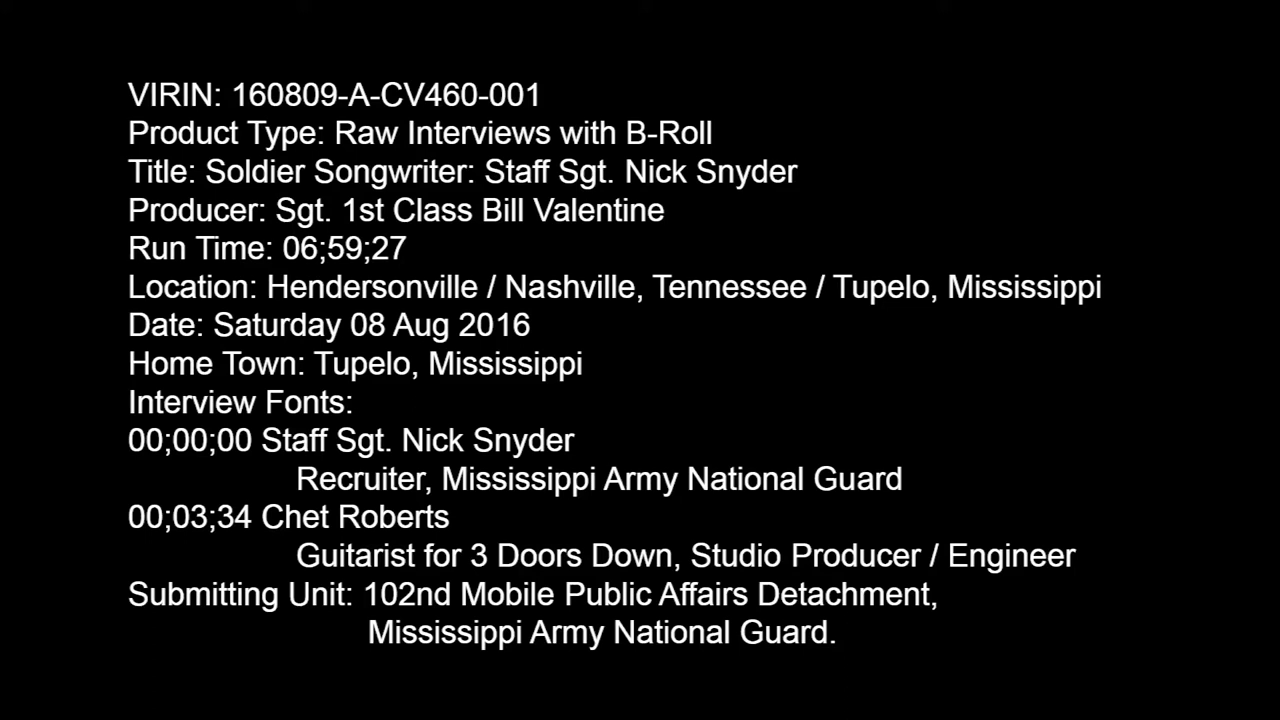 VIRIN: 160809-A-CV460-001
Product Type: Raw Interviews with B-Roll
Title: Soldier Songwriter: Staff Sgt. Nick Snyder
Producer: Sgt. 1st Class Bill Valentine
Run Time: 06;59;27
Location: Hendersonville / Nashville, Tennessee / Tupelo, Mississippi
Date: Saturday 08 Aug 2016
Home Town: Tupelo, Mississippi
Interview Fonts:
00;00;00 Staff Sgt. Nick Snyder
Recruiter, Mississippi Army National Guard
00;03;34 Chet Roberts
Guitarist for 3 Doors Down, Studio Producer / Engineer
Submitting Unit: 102nd Mobile Public Affairs Detachment,
Mississippi Army National Guard.